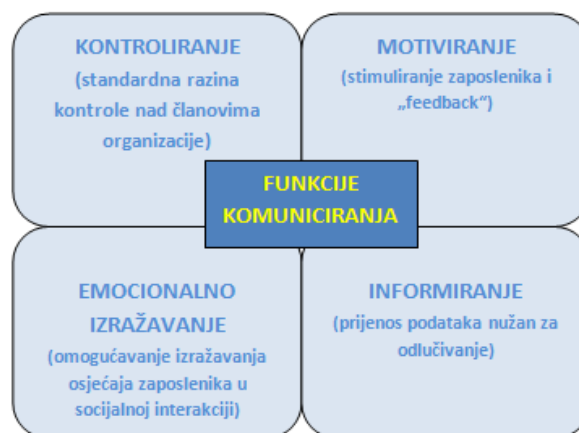 KONTROLIRANJE
(standardna razina
kontrole nad članovima
organizacije)
MOTIVIRANJE
(stimuliranje zaposlenika i
„feedback“)
FUNKCIJE
KOMUNICIRANJA
EMOCIONALNO
IZRAŽAVANJE
(omogućavanje izražavanja
osjećaja zaposlenika u
socijalnoj interakciji)
INFORMIRANJE
(prijenos podataka nužan za
odlučivanje)